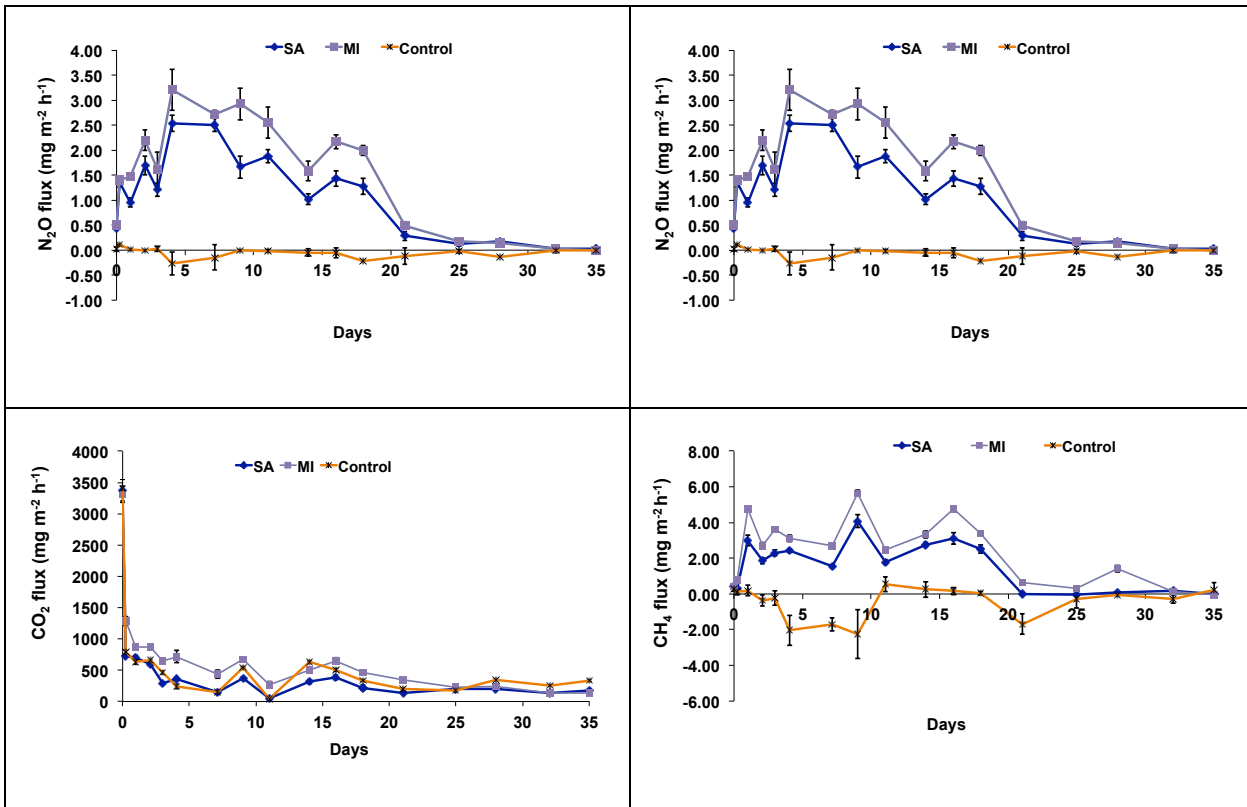 SA MI Control
4.00
3.50
3.00
2.50
2.00
1.50
1.00
0.50
0.00
-0.50
-1.00
N₂O flux (mg m⁻² h⁻¹)
0 5 10 15 20 25 30 35
Days
SA MI Control
4.00
3.50
3.00
2.50
2.00
1.50
1.00
0.50
0.00
-0.50
-1.00
N₂O flux (mg m⁻² h⁻¹)
0 5 10 15 20 25 30 35
Days
SA MI Control
4000
3500
3000
2500
2000
1500
1000
500
0
CO₂ flux (mg m⁻² h⁻¹)
0 5 10 15 20 25 30 35
Days
SA MI Control
8.00
6.00
4.00
2.00
0.00
-2.00
-4.00
-6.00
CH₄ flux (mg m⁻² h⁻¹)
0 5 10 15 20 25 30 35
Days